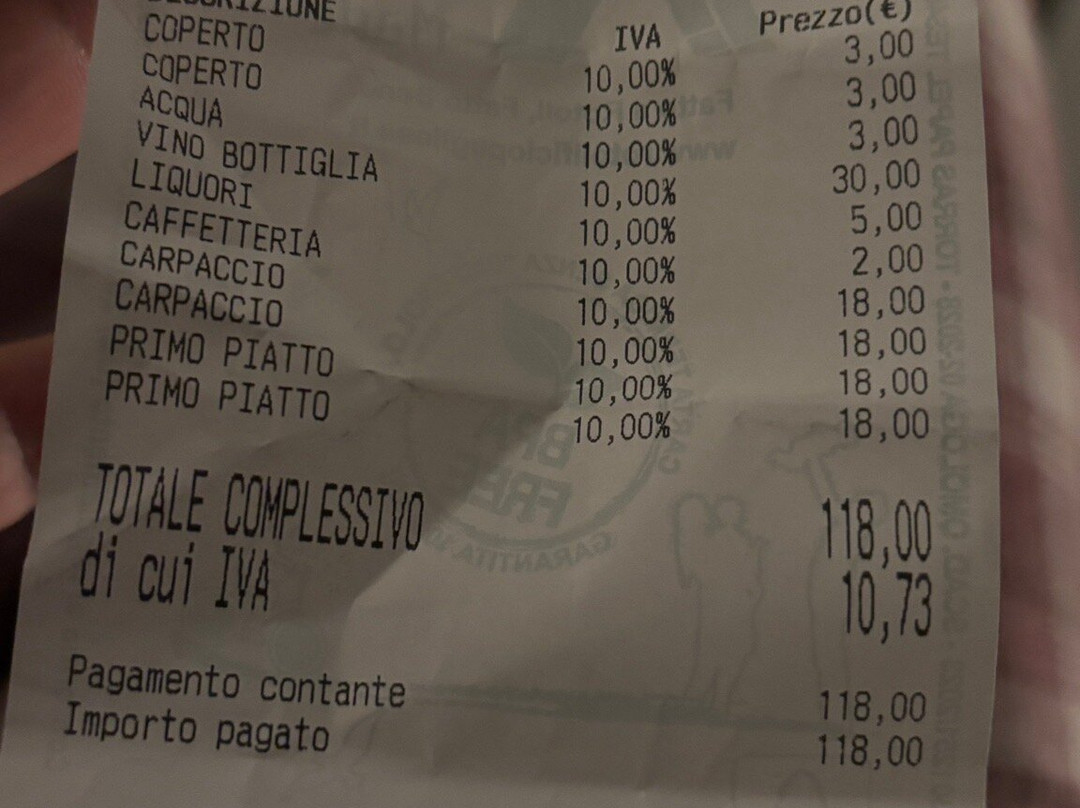 DESCRIZIONE IVA Prezzo(€)
COPERTO 10,00% 3,00
COPERTO 10,00% 3,00
ACQUA 10,00% 3,00
VINO BOTTIGLIA 10,00% 30,00
LIQUORI 10,00% 5,00
CAFFETTERIA 10,00% 2,00
CARPACCIO 10,00% 18,00
CARPACCIO 10,00% 18,00
PRIMO PIATTO 10,00% 18,00
PRIMO PIATTO 10,00% 18,00
TOTALE COMPLESSIVO 118,00
di cui IVA 10,73
Pagamento contante 118,00
Importo pagato 118,00
BPA
FREE